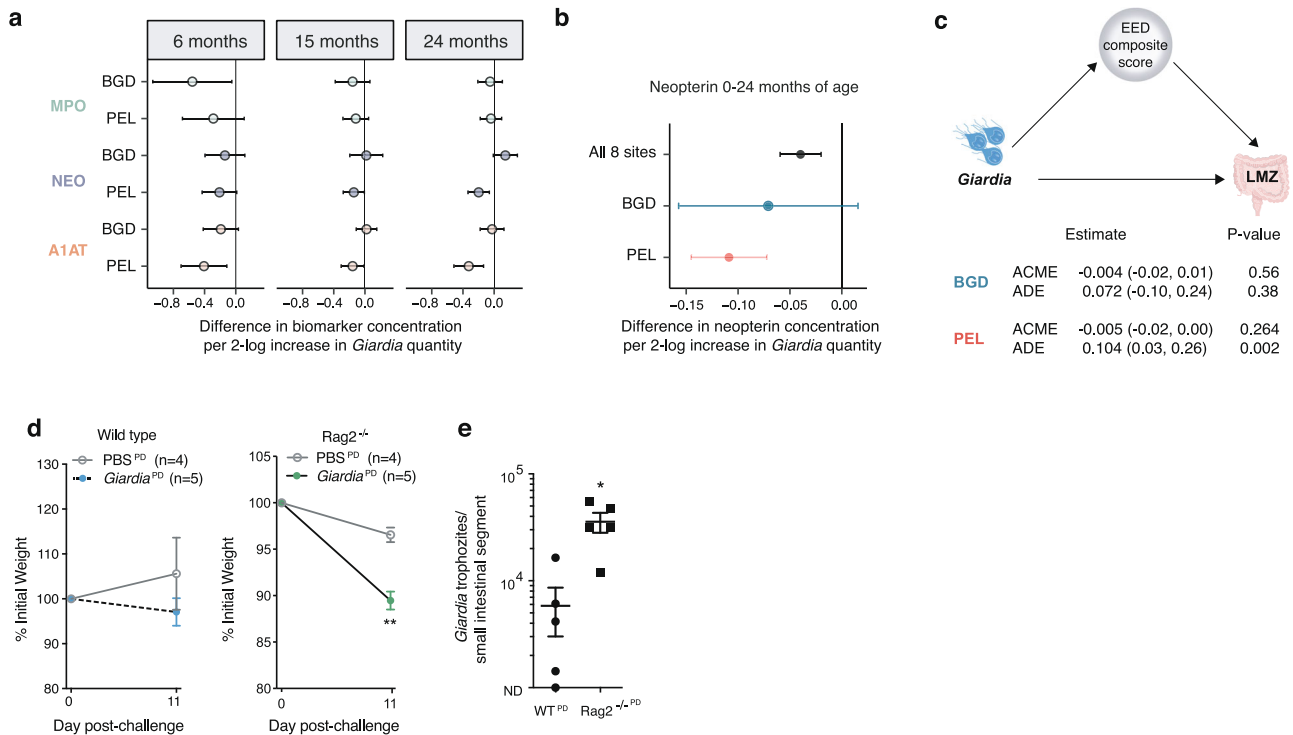 a
6 months 15 months 24 months
MPO
BGD
PEL
NEO
BGD
PEL
A1AT
BGD
PEL
−0.8 −0.4 0.0 −0.8 −0.4 0.0 −0.8 −0.4 0.0
Difference in biomarker concentration
per 2-log increase in Giardia quantity
b
Neopterin 0-24 months of age
All 8 sites
BGD
PEL
−0.15 −0.10 −0.05 0.00
Difference in neopterin concentration
per 2-log increase in Giardia quantity
c
EED
composite
score
Giardia
LMZ
Estimate P-value
BGD
ACME -0.004 (-0.02, 0.01) 0.56
ADE 0.072 (-0.10, 0.24) 0.38
PEL
ACME -0.005 (-0.02, 0.00) 0.264
ADE 0.104 (0.03, 0.26) 0.002
d
Wild type
PBS PD (n=4)
Giardia PD (n=5)
% Initial Weight
130
120
110
100
90
80
0 11
Day post-challenge
Rag2 -/-
PBS PD (n=4)
Giardia PD (n=5)
% Initial Weight
105
100
95
90
85
80
**
0 11
Day post-challenge
e
Giardia trophozites/
small intestinal segment
10^5
10^4
ND
*
WT PD Rag2 -/- PD